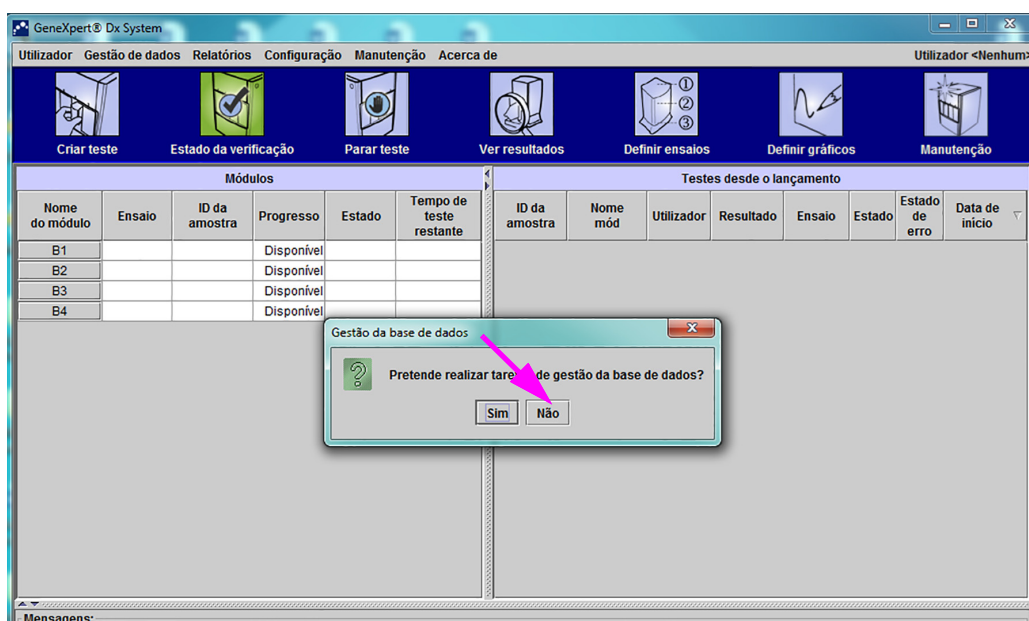 GeneXpert® Dx System
Utilizador Gestão de dados Relatórios Configuração Manutenção Acerca de Utilizador <Nenhum>
Criar teste Estado da verificação Parar teste Ver resultados Definir ensaios Definir gráficos Manutenção
Módulos
Nome do módulo Ensaio ID da amostra Progresso Estado Tempo de teste restante
B1 Disponível
B2 Disponível
B3 Disponível
B4 Disponível
Testes desde o lançamento
ID da amostra Nome mód Utilizador Resultado Ensaio Estado Estado de erro Data de início
Gestão da base de dados
Pretende realizar de gestão da base de dados?
Sim Não
Mensagens: